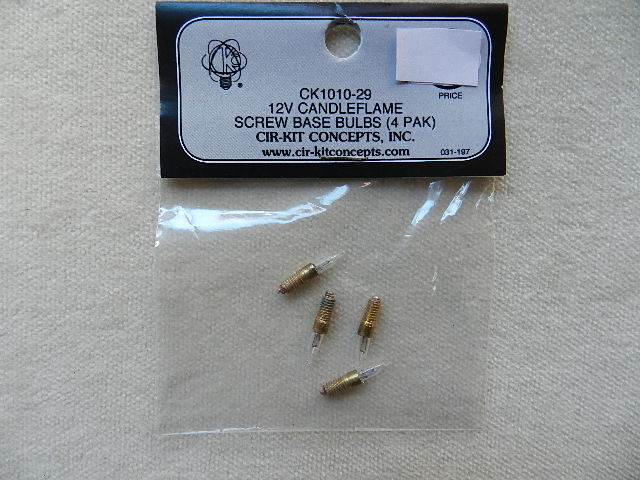 CKC
®
PRICE
CK1010-29
12V CANDLEFLAME
SCREW BASE BULBS (4 PAK)
CIR-KIT CONCEPTS, INC.
www.cir-kitconcepts.com
031-197